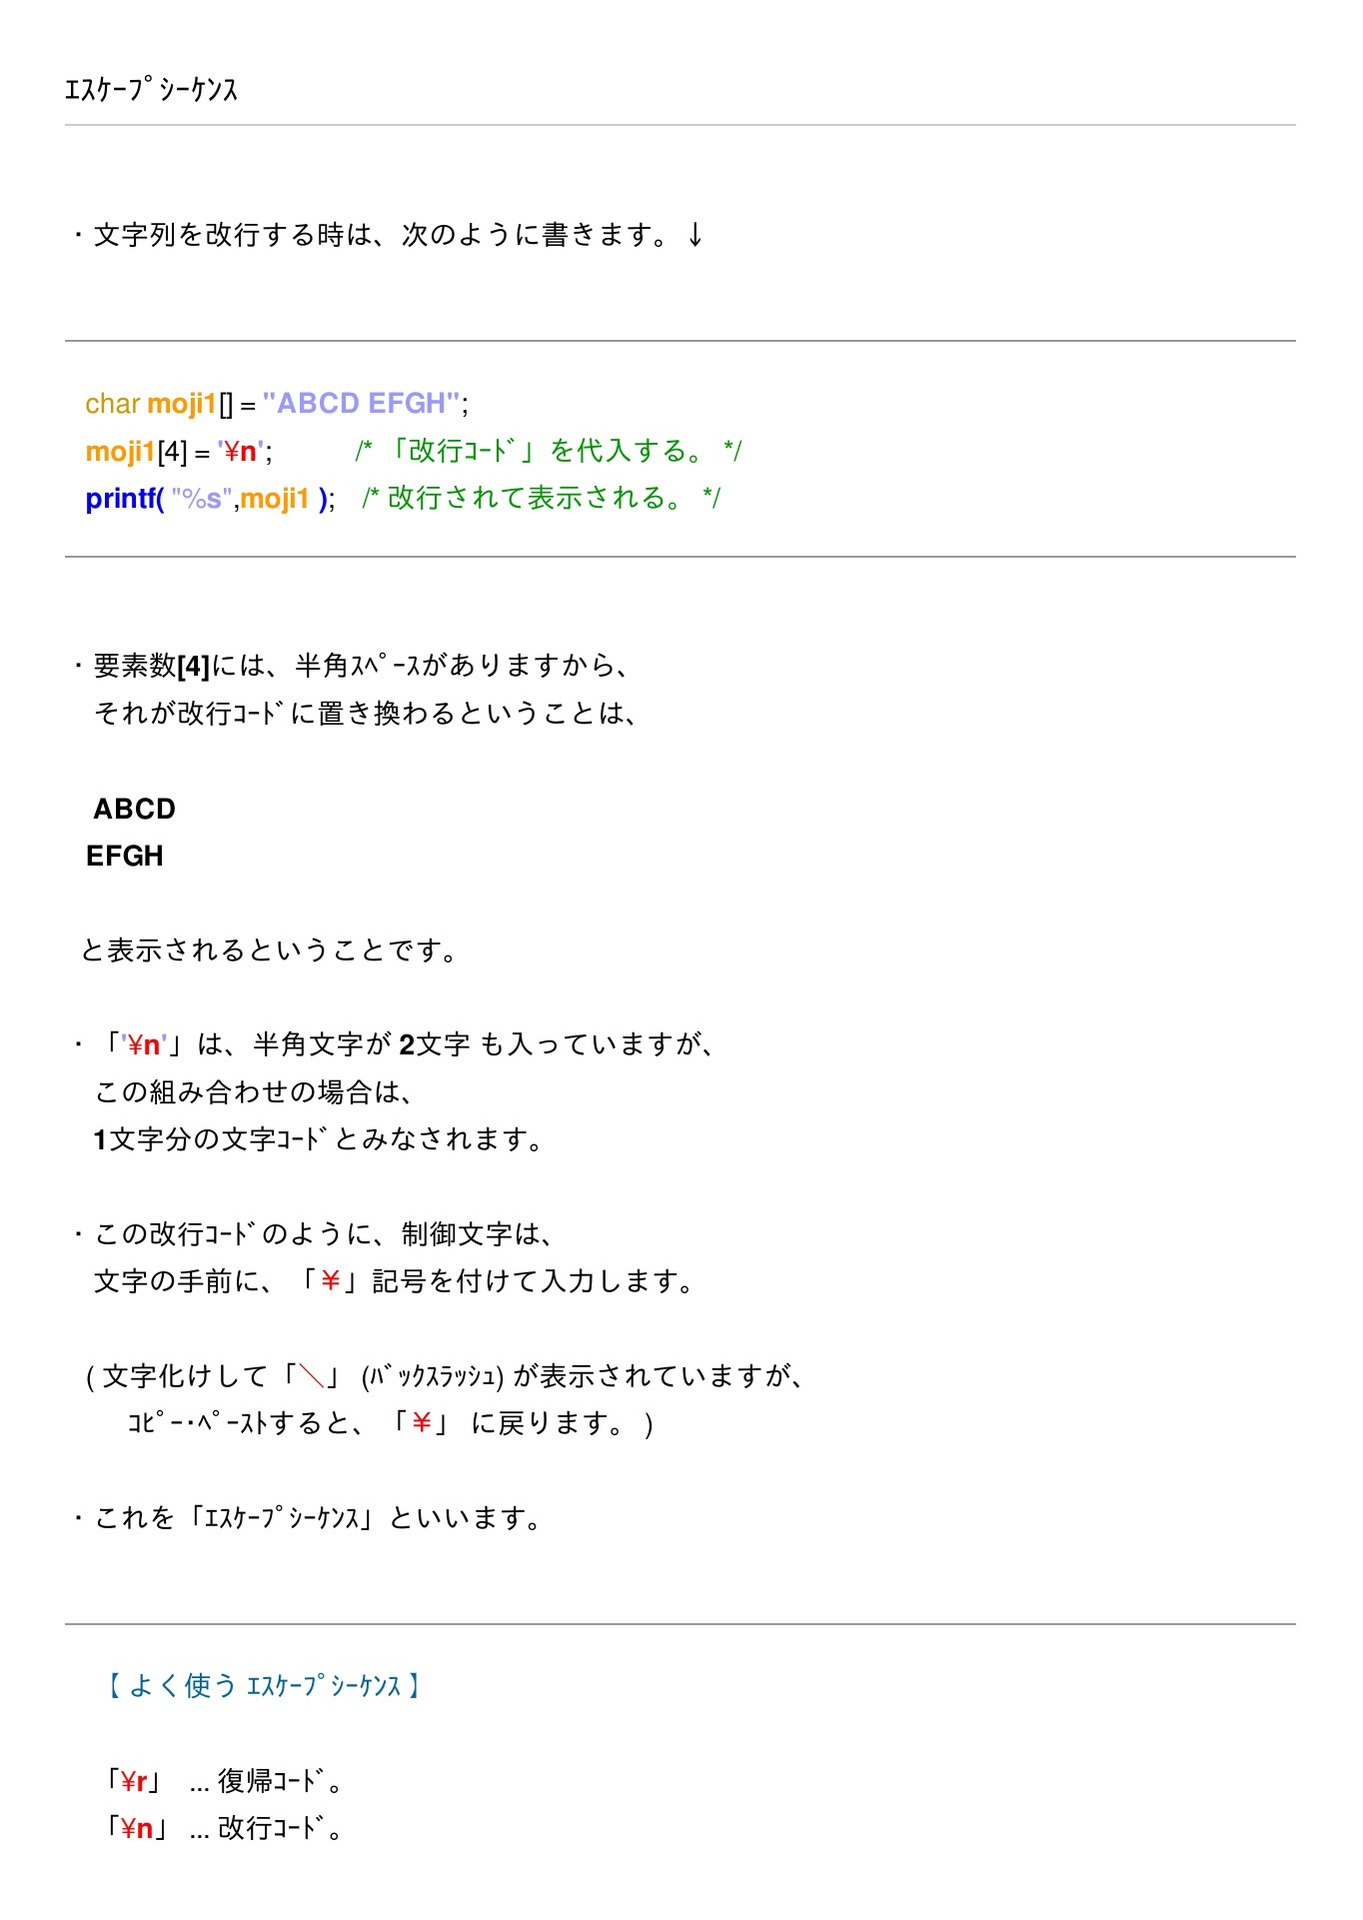 ｴｽｹｰﾌﾟｼｰｹﾝｽ
・文字列を改行する時は、次のように書きます。↓
char moji1[] = "ABCD EFGH";
moji1[4] = '¥n'; /* 「改行ｺｰﾄﾞ」を代入する。 */
printf( "%s",moji1 ); /* 改行されて表示される。 */
・要素数[4]には、半角ｽﾍﾟｰｽがありますから、
それが改行ｺｰﾄﾞに置き換わるということは、
ABCD
EFGH
と表示されるということです。
・「'¥n'」は、半角文字が 2文字 も入っていますが、
この組み合わせの場合は、
1文字分の文字ｺｰﾄﾞとみなされます。
・この改行ｺｰﾄﾞのように、制御文字は、
文字の手前に、「￥」記号を付けて入力します。
( 文字化けして「＼」 (ﾊﾞｯｸｽﾗｯｼｭ) が表示されていますが、
ｺﾋﾟｰ･ﾍﾟｰｽﾄすると、「￥」 に戻ります。 )
・これを「ｴｽｹｰﾌﾟｼｰｹﾝｽ」といいます。
【 よく使う ｴｽｹｰﾌﾟｼｰｹﾝｽ 】
「¥r」 ... 復帰ｺｰﾄﾞ。
「¥n」 ... 改行ｺｰﾄﾞ。